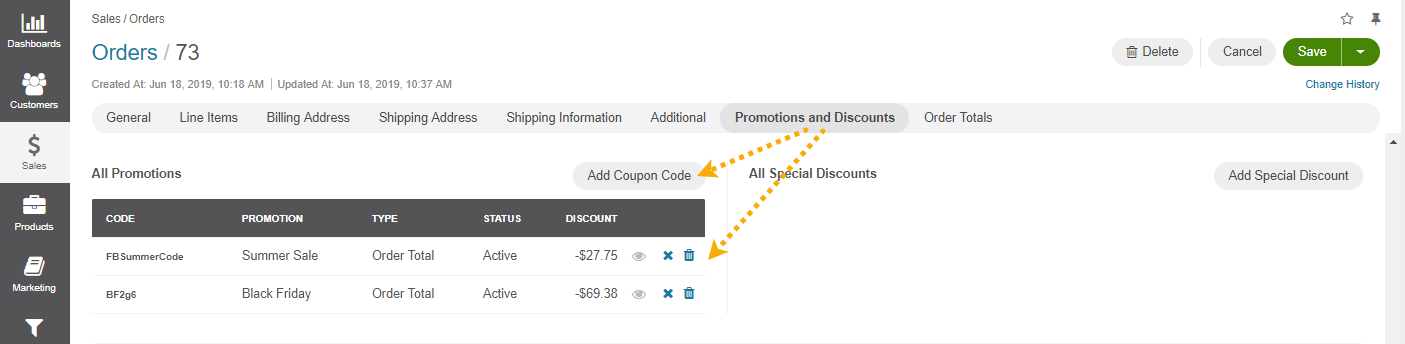 Dashboards
Customers
Sales
Products
Marketing
Sales / Orders
Orders / 73
Delete
Cancel
Save
Created At: Jun 18, 2019, 10:18 AM | Updated At: Jun 18, 2019, 10:37 AM
Change History
General Line Items Billing Address Shipping Address Shipping Information Additional Promotions and Discounts Order Totals
All Promotions
Add Coupon Code
All Special Discounts
Add Special Discount
CODE PROMOTION TYPE STATUS DISCOUNT
FBSummerCode Summer Sale Order Total Active -$27.75
BF2g6 Black Friday Order Total Active -$69.38